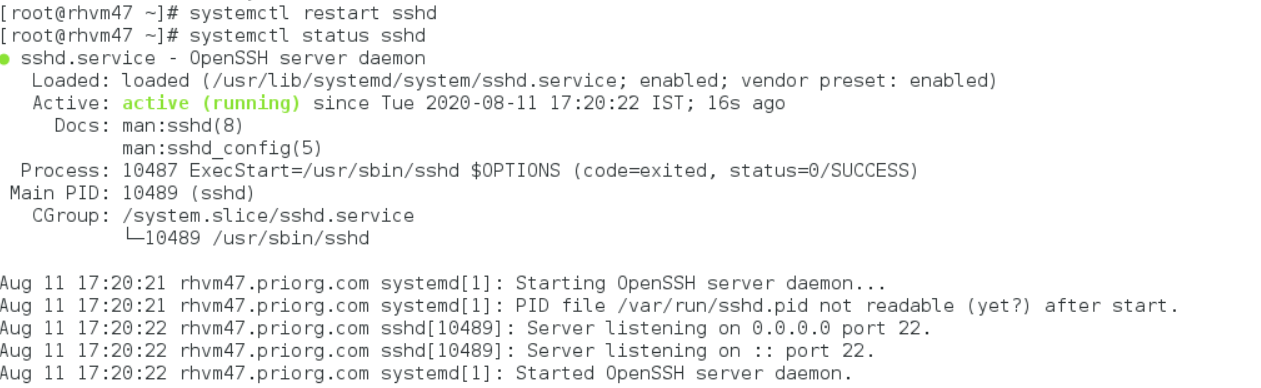 [root@rhvm47 ~]# systemctl restart sshd
[root@rhvm47 ~]# systemctl status sshd
● sshd.service - OpenSSH server daemon
   Loaded: loaded (/usr/lib/systemd/system/sshd.service; enabled; vendor preset: enabled)
   Active: active (running) since Tue 2020-08-11 17:20:22 IST; 16s ago
     Docs: man:sshd(8)
           man:sshd_config(5)
  Process: 10487 ExecStart=/usr/sbin/sshd $OPTIONS (code=exited, status=0/SUCCESS)
 Main PID: 10489 (sshd)
   CGroup: /system.slice/sshd.service
           └─10489 /usr/sbin/sshd

Aug 11 17:20:21 rhvm47.priorg.com systemd[1]: Starting OpenSSH server daemon...
Aug 11 17:20:21 rhvm47.priorg.com systemd[1]: PID file /var/run/sshd.pid not readable (yet?) after start.
Aug 11 17:20:22 rhvm47.priorg.com sshd[10489]: Server listening on 0.0.0.0 port 22.
Aug 11 17:20:22 rhvm47.priorg.com sshd[10489]: Server listening on :: port 22.
Aug 11 17:20:22 rhvm47.priorg.com systemd[1]: Started OpenSSH server daemon.